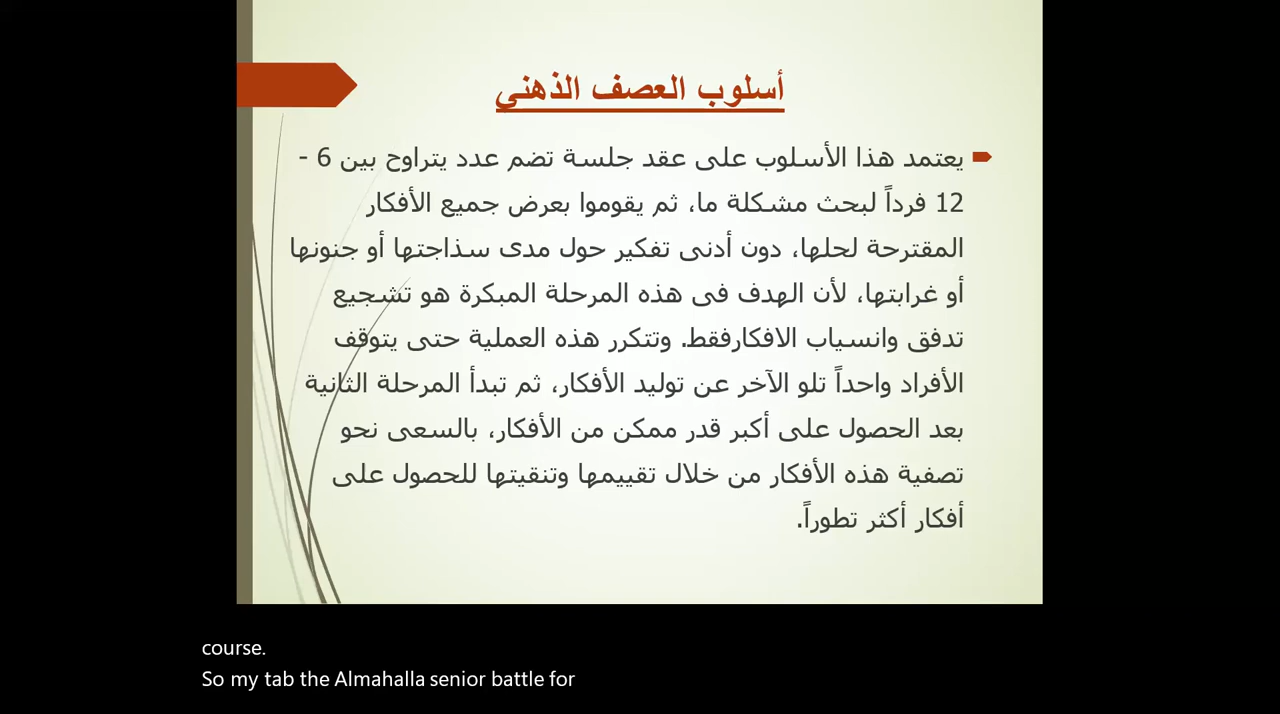 أسلوب العصف الذهني
يعتمد هذا الأسلوب على عقد جلسة تضم عدد يتراوح بين 6 -
12 فرداً لبحث مشكلة ما، ثم يقوموا بعرض جميع الأفكار
المقترحة لحلها، دون أدنى تفكير حول مدى سذاجتها أو جنونها
أو غرابتها، لأن الهدف فى هذه المرحلة المبكرة هو تشجيع
تدفق وانسياب الافكارفقط. وتتكرر هذه العملية حتى يتوقف
الأفراد واحداً تلو الآخر عن توليد الأفكار، ثم تبدأ المرحلة الثانية
بعد الحصول على أكبر قدر ممكن من الأفكار، بالسعى نحو
تصفية هذه الأفكار من خلال تقييمها وتنقيتها للحصول على
أفكار أكثر تطوراً.
course.
So my tab the Almahalla senior battle for